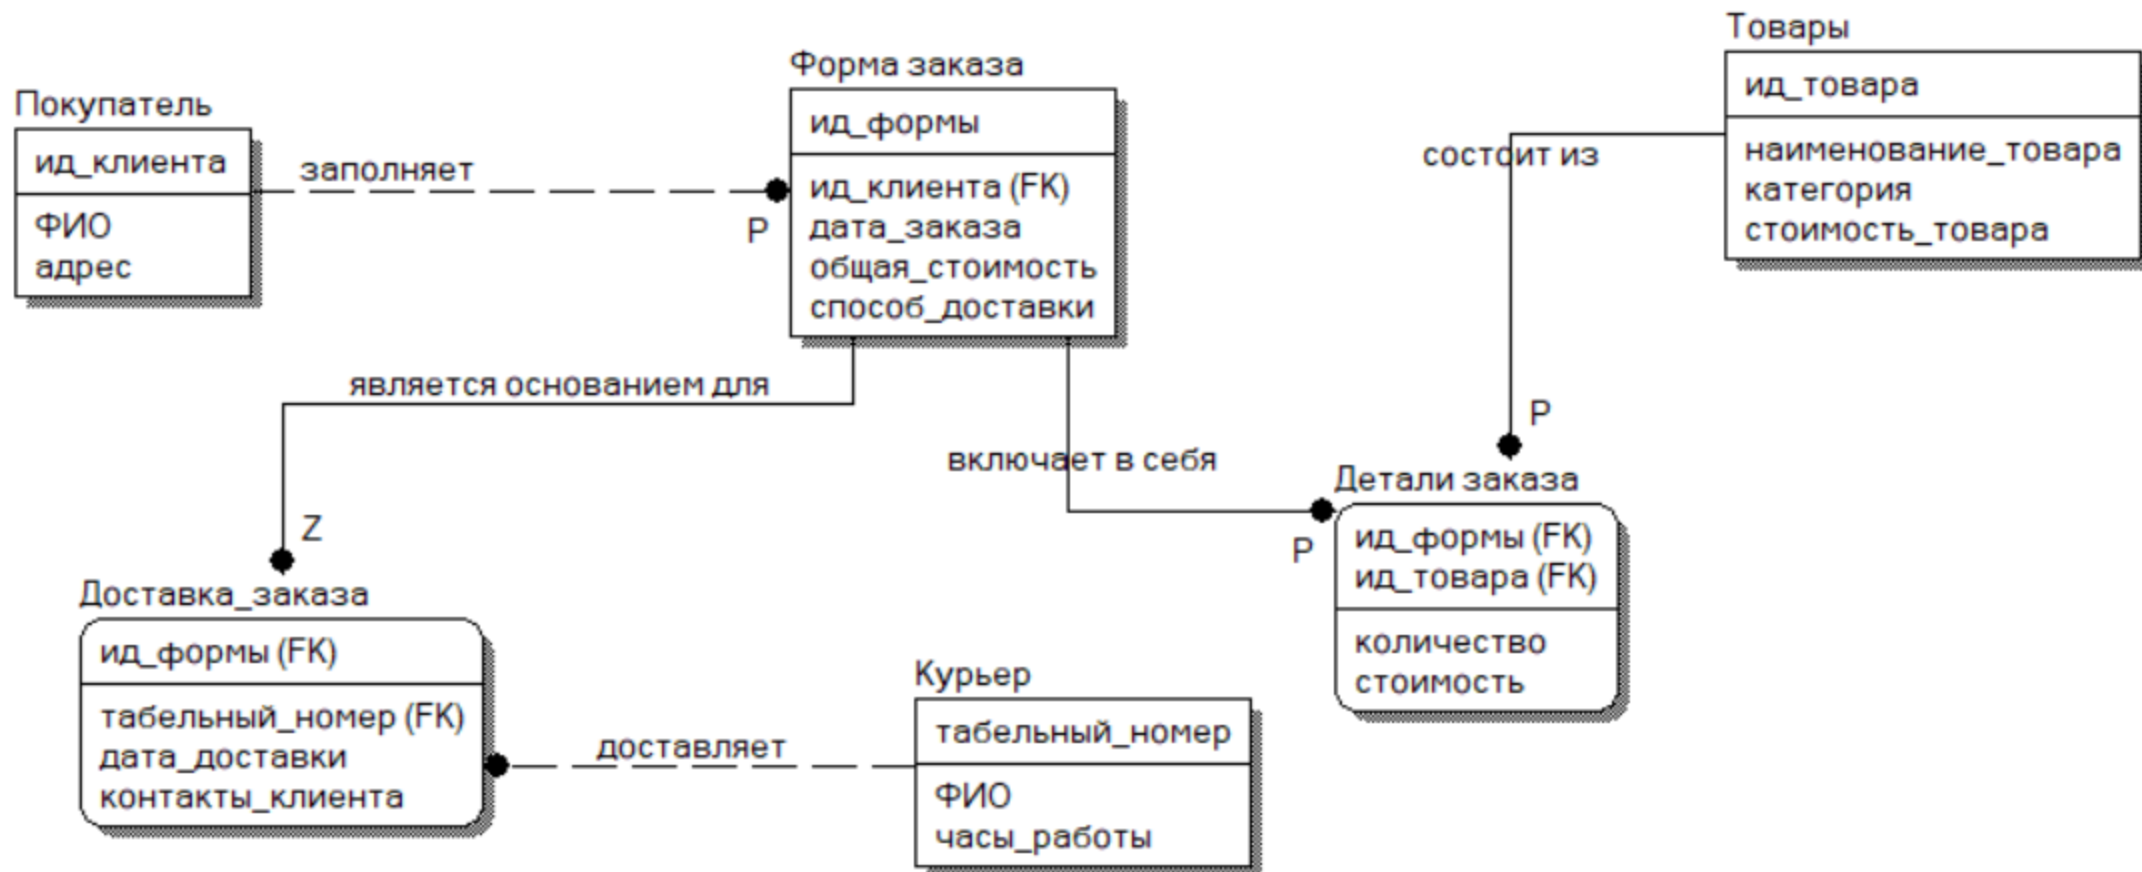 Товары
ид_товара
наименование_товара
категория
стоимость_товара
Форма заказа
ид_формы
ид_клиента (FK)
дата_заказа
общая_стоимость
способ_доставки
Покупатель
ид_клиента
ФИО
адрес
заполняет
P
состоит из
P
является основанием для
Z
включает в себя
P
Детали заказа
ид_формы (FK)
ид_товара (FK)
количество
стоимость
Доставка_заказа
ид_формы (FK)
табельный_номер (FK)
дата_доставки
контакты_клиента
доставляет
Курьер
табельный_номер
ФИО
часы_работы